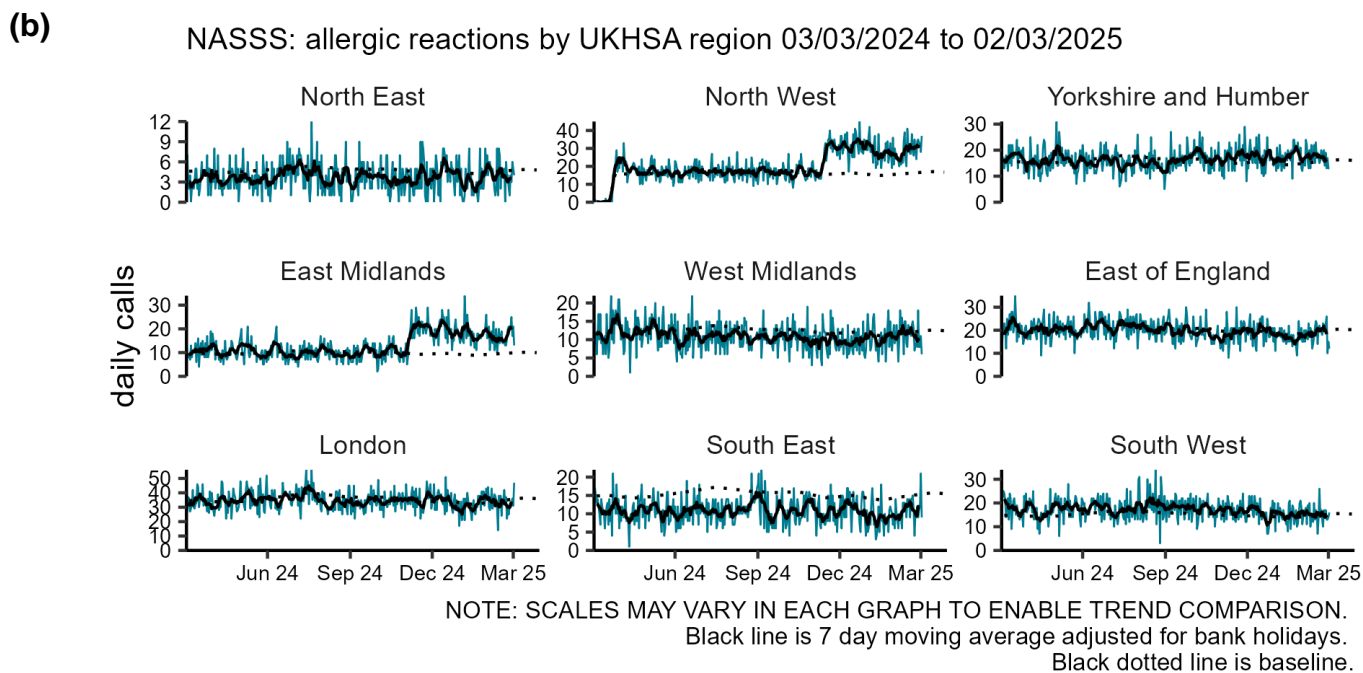 (b)
NASSS: allergic reactions by UKHSA region 03/03/2024 to 02/03/2025
North East
North West
Yorkshire and Humber
12
9
6
3
0
40
30
20
10
0
30
20
10
0
daily calls
East Midlands
West Midlands
East of England
30
20
10
0
20
15
10
5
0
30
20
10
0
London
South East
South West
50
40
30
20
10
0
20
15
10
5
0
30
20
10
0
Jun 24 Sep 24 Dec 24 Mar 25
Jun 24 Sep 24 Dec 24 Mar 25
Jun 24 Sep 24 Dec 24 Mar 25
NOTE: SCALES MAY VARY IN EACH GRAPH TO ENABLE TREND COMPARISON.
Black line is 7 day moving average adjusted for bank holidays.
Black dotted line is baseline.